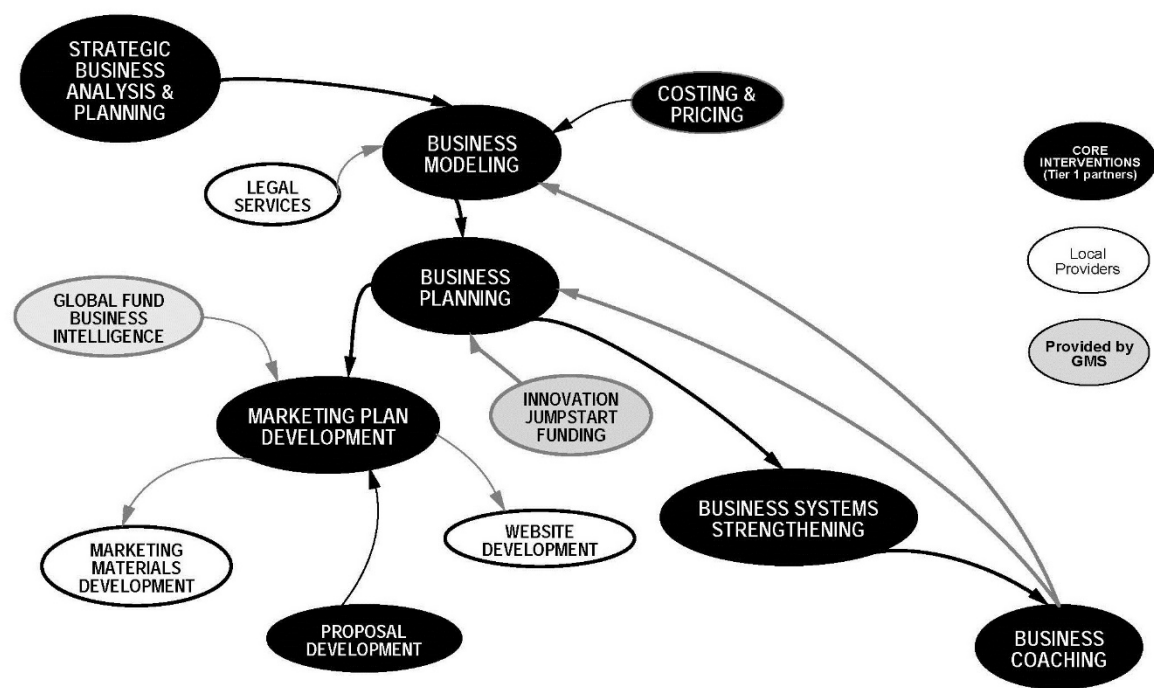 STRATEGIC
BUSINESS
ANALYSIS &
PLANNING
COSTING &
PRICING
BUSINESS
MODELING
CORE
INTERVENTIONS
(Tier 1 partners)
LEGAL
SERVICES
Local
Providers
BUSINESS
PLANNING
GLOBAL FUND
BUSINESS
INTELLIGENCE
Provided by
GMS
INNOVATION
JUMPSTART
FUNDING
MARKETING PLAN
DEVELOPMENT
BUSINESS SYSTEMS
STRENGTHENING
WEBSITE
DEVELOPMENT
MARKETING
MATERIALS
DEVELOPMENT
PROPOSAL
DEVELOPMENT
BUSINESS
COACHING